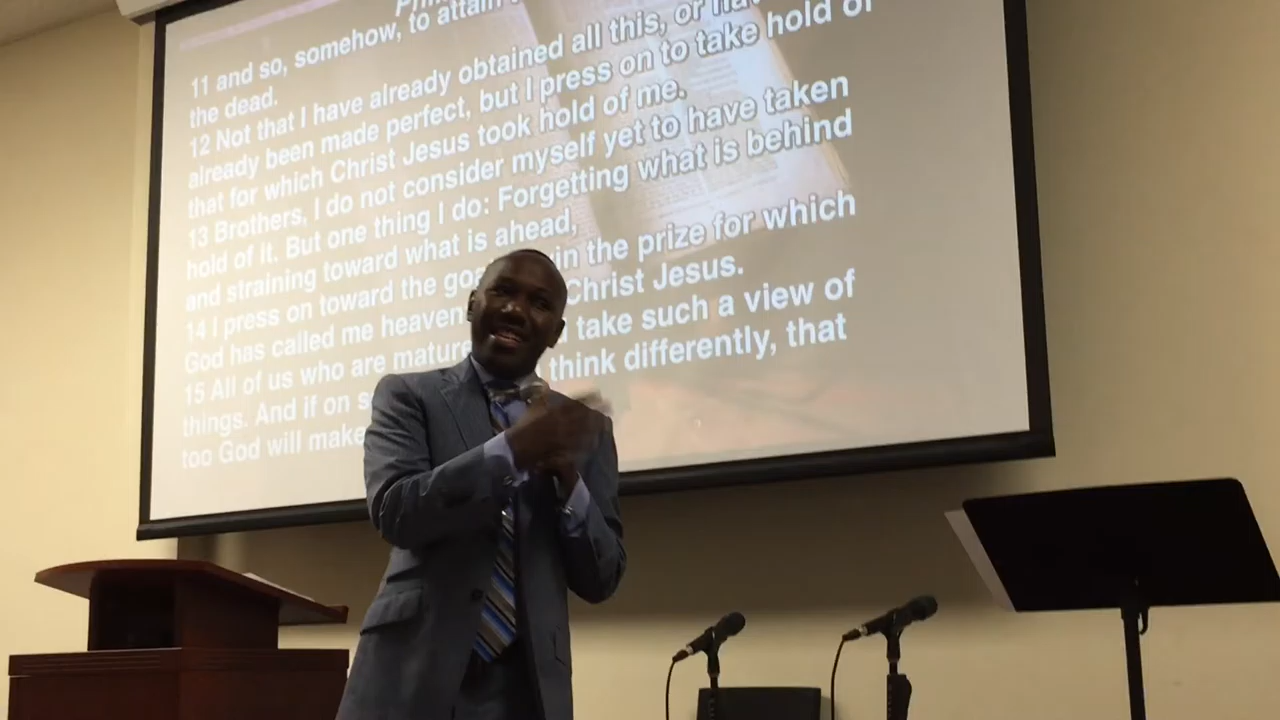 11 and so, somehow, to attain
the dead.
12 Not that I have already obtained all this, or
already been made perfect, but I press on to take hold of
that for which Christ Jesus took hold of me.
13 Brothers, I do not consider myself yet to have taken
hold of it. But one thing I do: Forgetting what is behind
and straining toward what is ahead,
14 I press on toward the in the prize for which
God has called me Christ Jesus.
15 All of us who are mature take such a view of
things. And if on think differently, that
too God will make